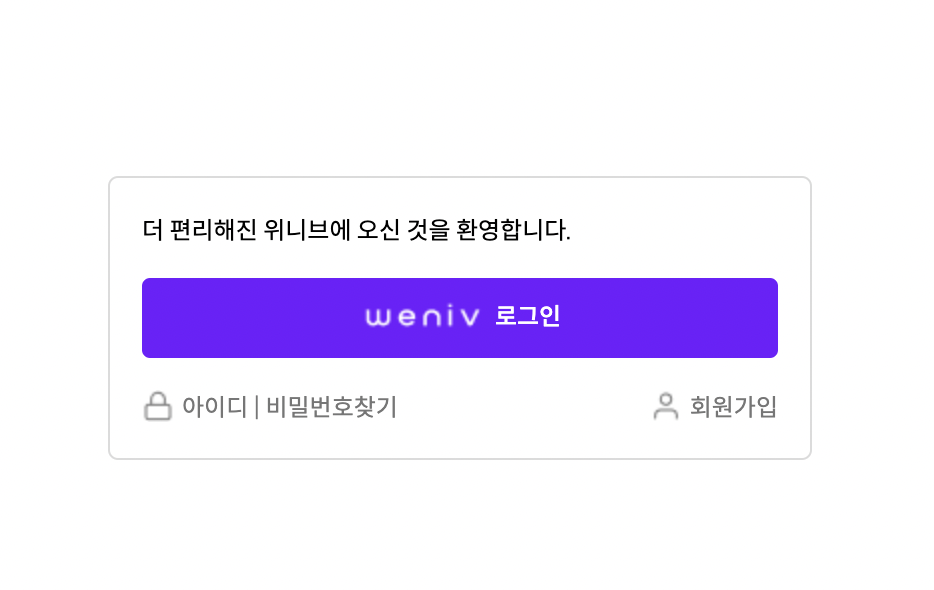 더 편리해진 위니브에 오신 것을 환영합니다.
weniv 로그인
아이디 | 비밀번호찾기 회원가입